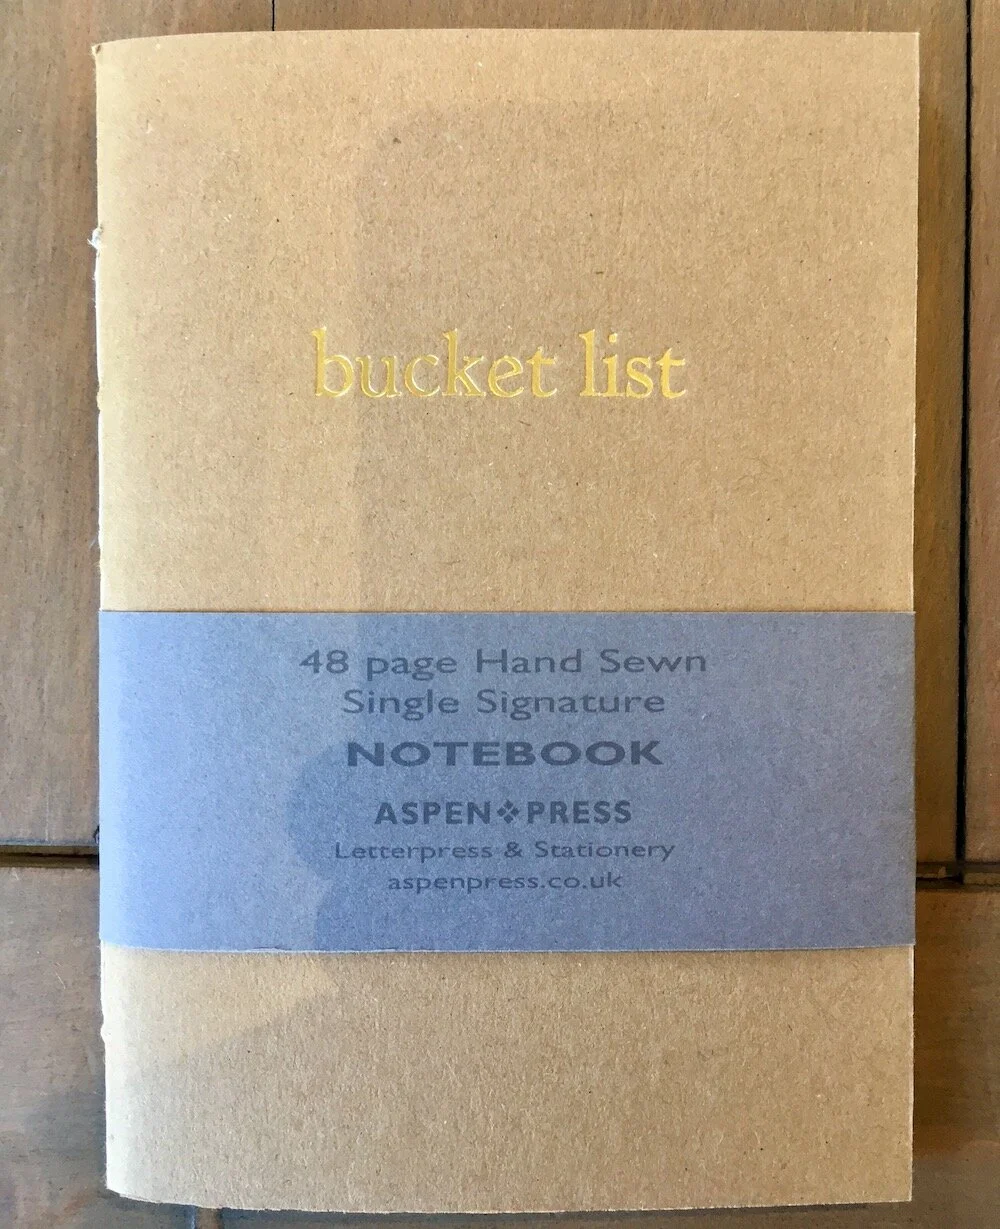 bucket list
48 page Hand Sewn
Single Signature
NOTEBOOK
ASPEN❖PRESS
Letterpress & Stationery
aspenpress.co.uk